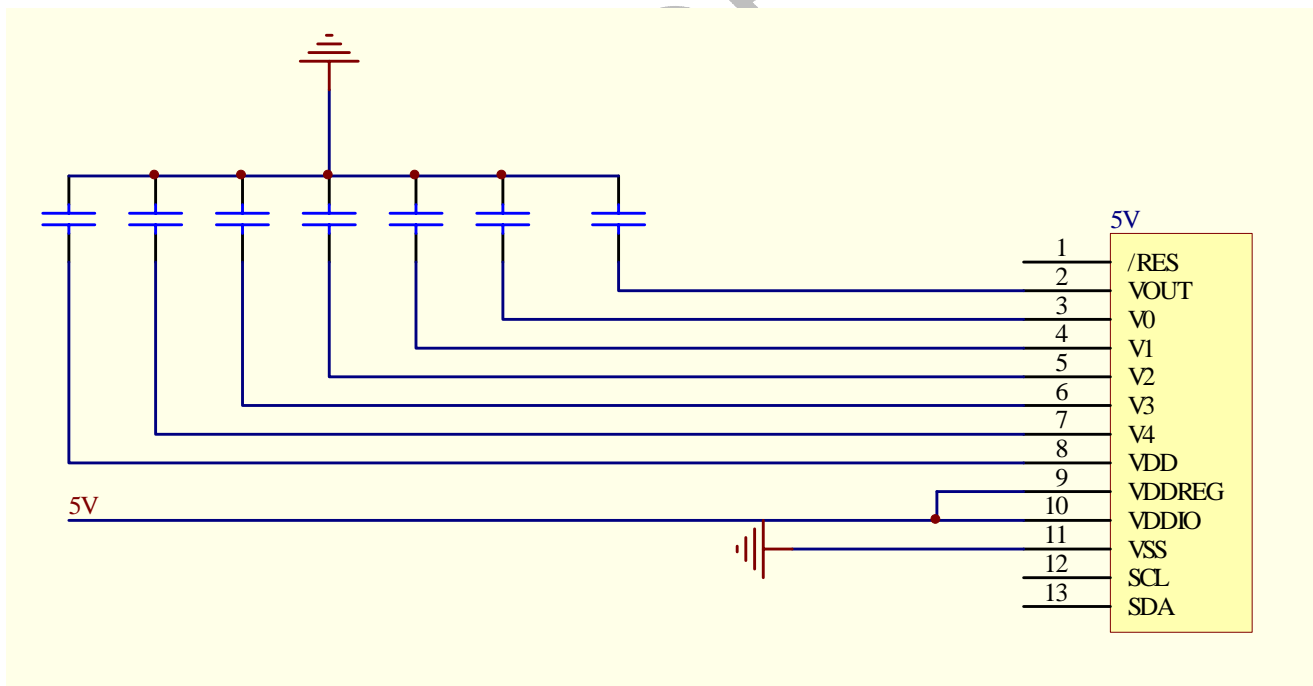 5V
1 /RES
2 VOUT
3 V0
4 V1
5 V2
6 V3
7 V4
8 VDD
5V
9 VDDREG
10 VDDIO
11 VSS
12 SCL
13 SDA